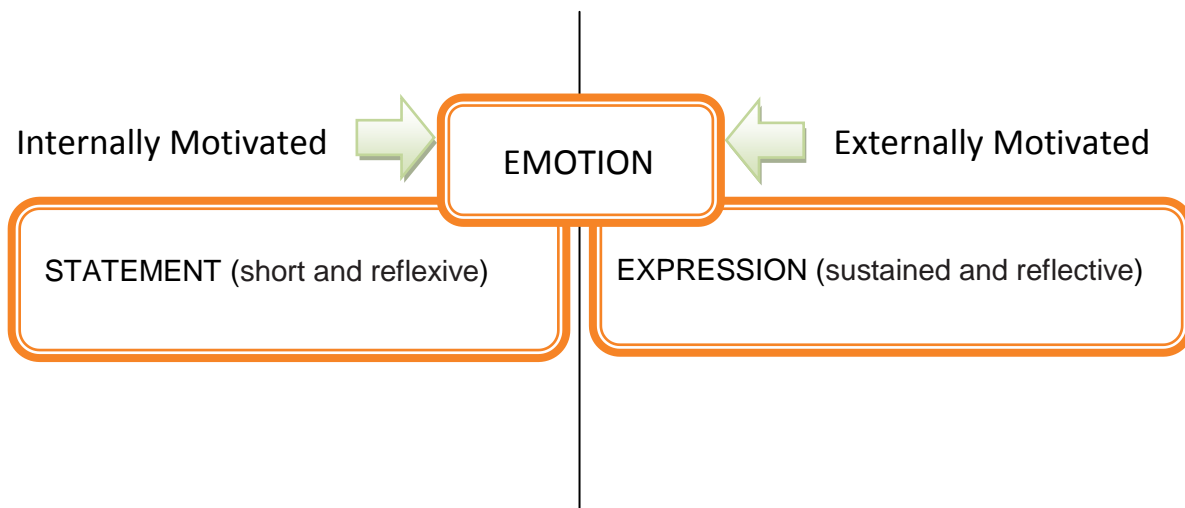 Internally Motivated
EMOTION
Externally Motivated
STATEMENT (short and reflexive)
EXPRESSION (sustained and reflective)